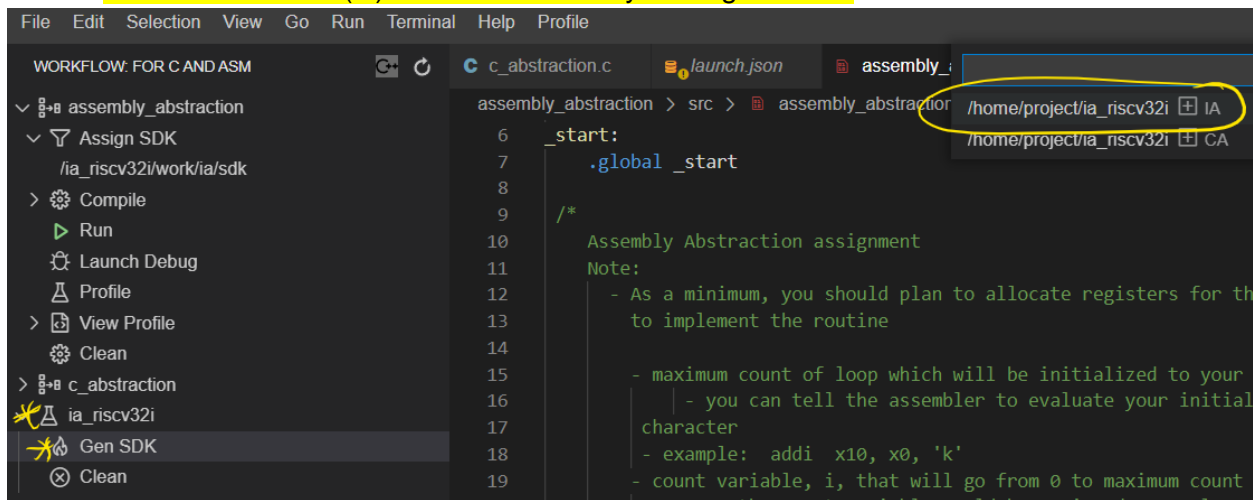 File Edit Selection View Go Run Terminal Help Profile
WORKFLOW: FOR C AND ASM
assembly_abstraction
Assign SDK
/ia_riscv32i/work/ia/sdk
Compile
Run
Launch Debug
Profile
View Profile
Clean
c_abstraction
ia_riscv32i
Gen SDK
Clean
c_abstraction.c launch.json assembly_
assembly_abstraction > src > assembly_abstraction
/home/project/ia_riscv32i IA
/home/project/ia_riscv32i CA
6 _start:
7 .global _start
8
9 /*
10 Assembly Abstraction assignment
11 Note:
12 - As a minimum, you should plan to allocate registers for th
13 to implement the routine
14
15 - maximum count of loop which will be initialized to your
16 - you can tell the assembler to evaluate your initial
17 character
18 - example: addi x10, x0, 'k'
19 - count variable, i, that will go from 0 to maximum count